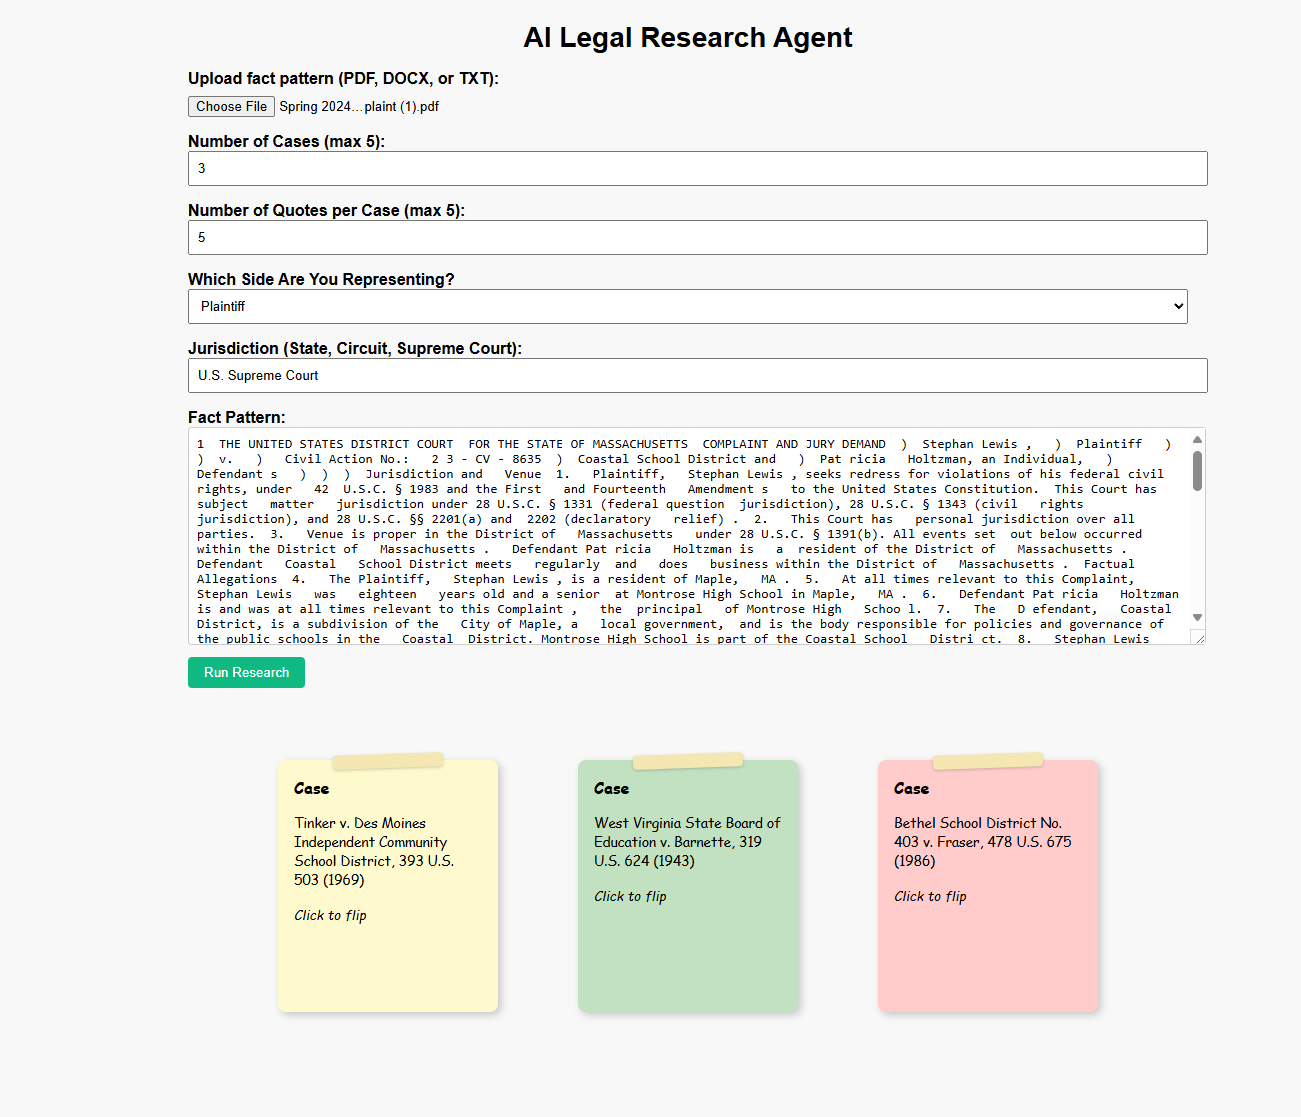 AI Legal Research Agent
Upload fact pattern (PDF, DOCX, or TXT):
Choose File Spring 2024...plaint (1).pdf
Number of Cases (max 5):
3
Number of Quotes per Case (max 5):
5
Which Side Are You Representing?
Plaintiff
Jurisdiction (State, Circuit, Supreme Court):
U.S. Supreme Court
Fact Pattern:
1  THE UNITED STATES DISTRICT COURT  FOR THE STATE OF MASSACHUSETTS  COMPLAINT AND JURY DEMAND  )  Stephan Lewis ,   )  Plaintiff   )
)  v.   )   Civil Action No.:   2 3 - CV - 8635  )  Coastal School District and   )  Pat ricia   Holtzman, an Individual,   )
Defendant s   )  )  )  Jurisdiction and   Venue  1.   Plaintiff,   Stephan Lewis , seeks redress for violations of his federal civil
rights, under   42  U.S.C. § 1983 and the First   and Fourteenth   Amendment s   to the United States Constitution.  This Court has
subject   matter   jurisdiction under 28 U.S.C. § 1331 (federal question  jurisdiction), 28 U.S.C. § 1343 (civil   rights
jurisdiction), and 28 U.S.C. §§ 2201(a) and  2202 (declaratory   relief) .  2.   This Court has   personal jurisdiction over all
parties.  3.   Venue is proper in the District of   Massachusetts   under 28 U.S.C. § 1391(b). All events set  out below occurred
within the District of   Massachusetts .   Defendant Pat ricia   Holtzman is   a  resident of the District of   Massachusetts .
Defendant   Coastal   School District meets   regularly  and   does   business within the District of   Massachusetts .  Factual
Allegations  4.   The Plaintiff,   Stephan Lewis , is a resident of Maple,   MA .  5.   At all times relevant to this Complaint,
Stephan Lewis   was   eighteen   years old and a senior  at Montrose High School in Maple,   MA .  6.   Defendant Pat ricia   Holtzman
is and was at all times relevant to this Complaint ,   the  principal   of Montrose High   Schoo l.  7.   The   D efendant,   Coastal
District, is a subdivision of the   City of Maple, a   local government,  and is the body responsible for policies and governance of
the public schools in the   Coastal  District. Montrose High School is part of the Coastal School   Distri ct.  8.   Stephan Lewis
Run Research
Case
Tinker v. Des Moines
Independent Community
School District, 393 U.S.
503 (1969)
Click to flip
Case
West Virginia State Board of
Education v. Barnette, 319
U.S. 624 (1943)
Click to flip
Case
Bethel School District No.
403 v. Fraser, 478 U.S. 675
(1986)
Click to flip